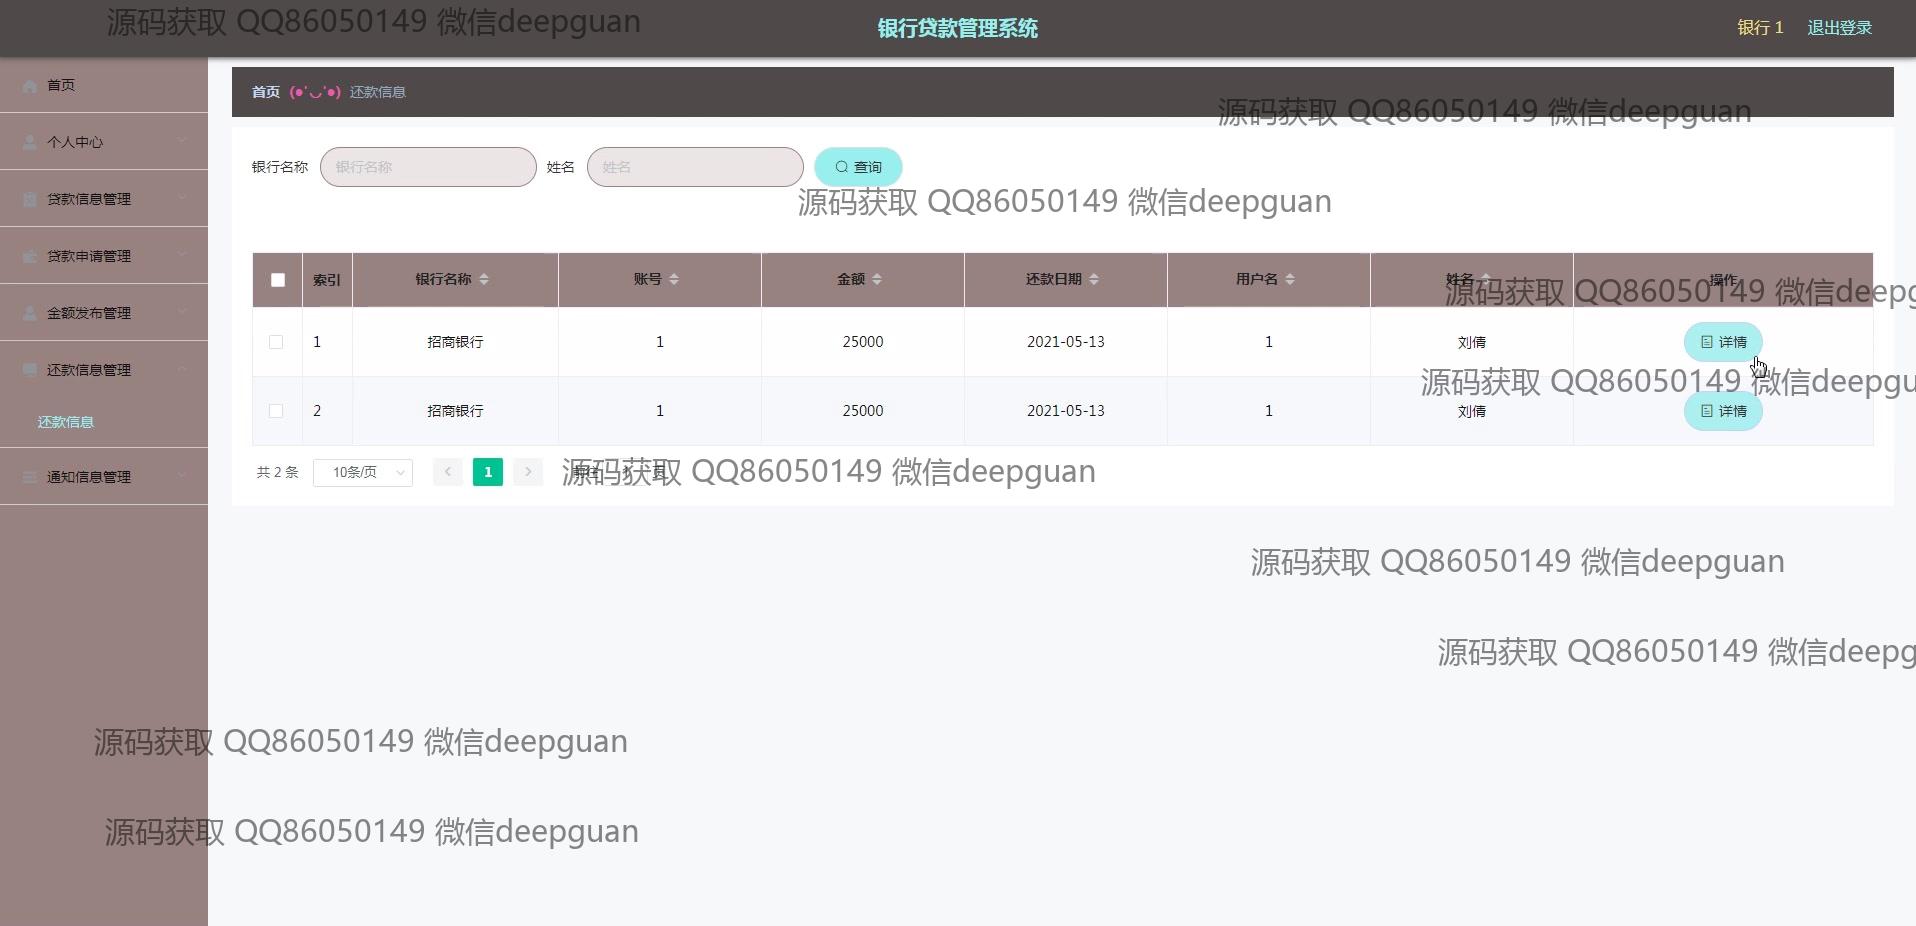 源码获取 QQ86050149 微信deepguan
银行贷款管理系统
银行 1 退出登录
首页
个人中心
贷款信息管理
贷款申请管理
金额发布管理
还款信息管理
还款信息
通知信息管理
首页 (●'◡'●) 还款信息
源码获取 QQ86050149 微信deepguan
银行名称 银行名称 姓名 姓名 查询
源码获取 QQ86050149 微信deepguan
索引 银行名称 账号 金额 还款日期 用户名 姓名 操作
源码获取 QQ86050149 微信deepg
1 招商银行 1 25000 2021-05-13 1 刘倩 详情
源码获取 QQ86050149 微信deepgu
2 招商银行 1 25000 2021-05-13 1 刘倩 详情
共 2 条 10条/页 1
源码获取 QQ86050149 微信deepguan
源码获取 QQ86050149 微信deepguan
源码获取 QQ86050149 微信deepg
源码获取 QQ86050149 微信deepguan
源码获取 QQ86050149 微信deepguan